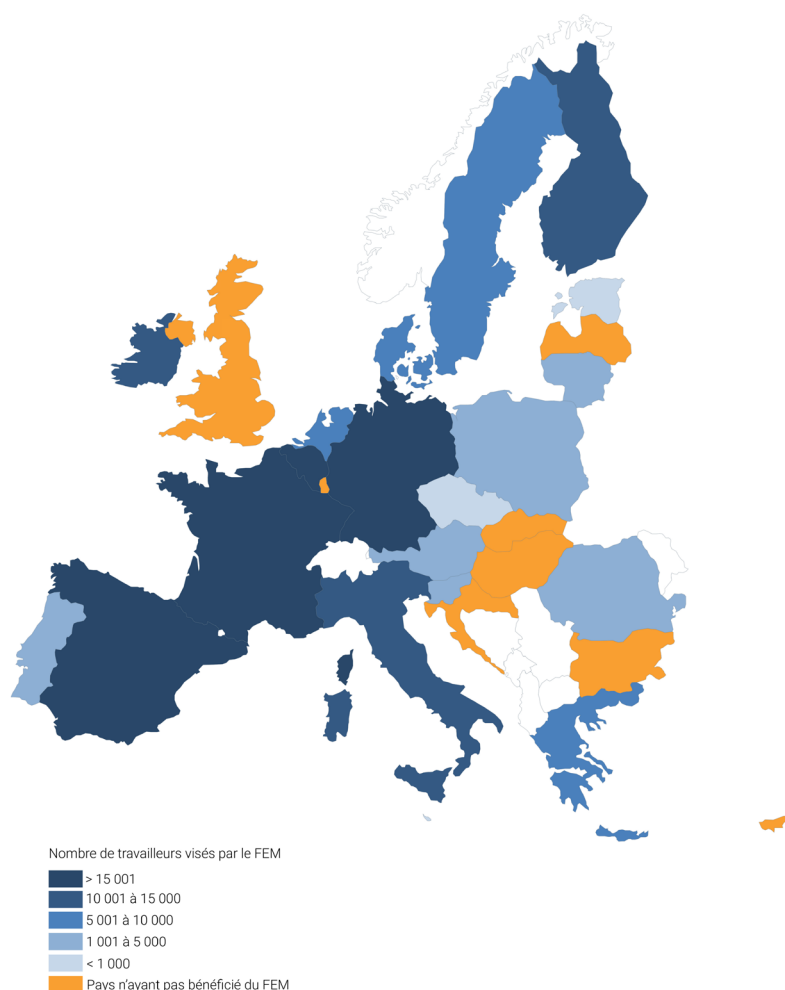 Nombre de travailleurs visés par le FEM
> 15 001
10 001 à 15 000
5 001 à 10 000
1 001 à 5 000
< 1 000
Pays n'ayant pas bénéficié du FEM